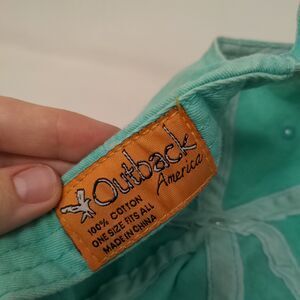 Outback
America
100% COTTON
ONE SIZE FITS ALL
MADE IN CHINA